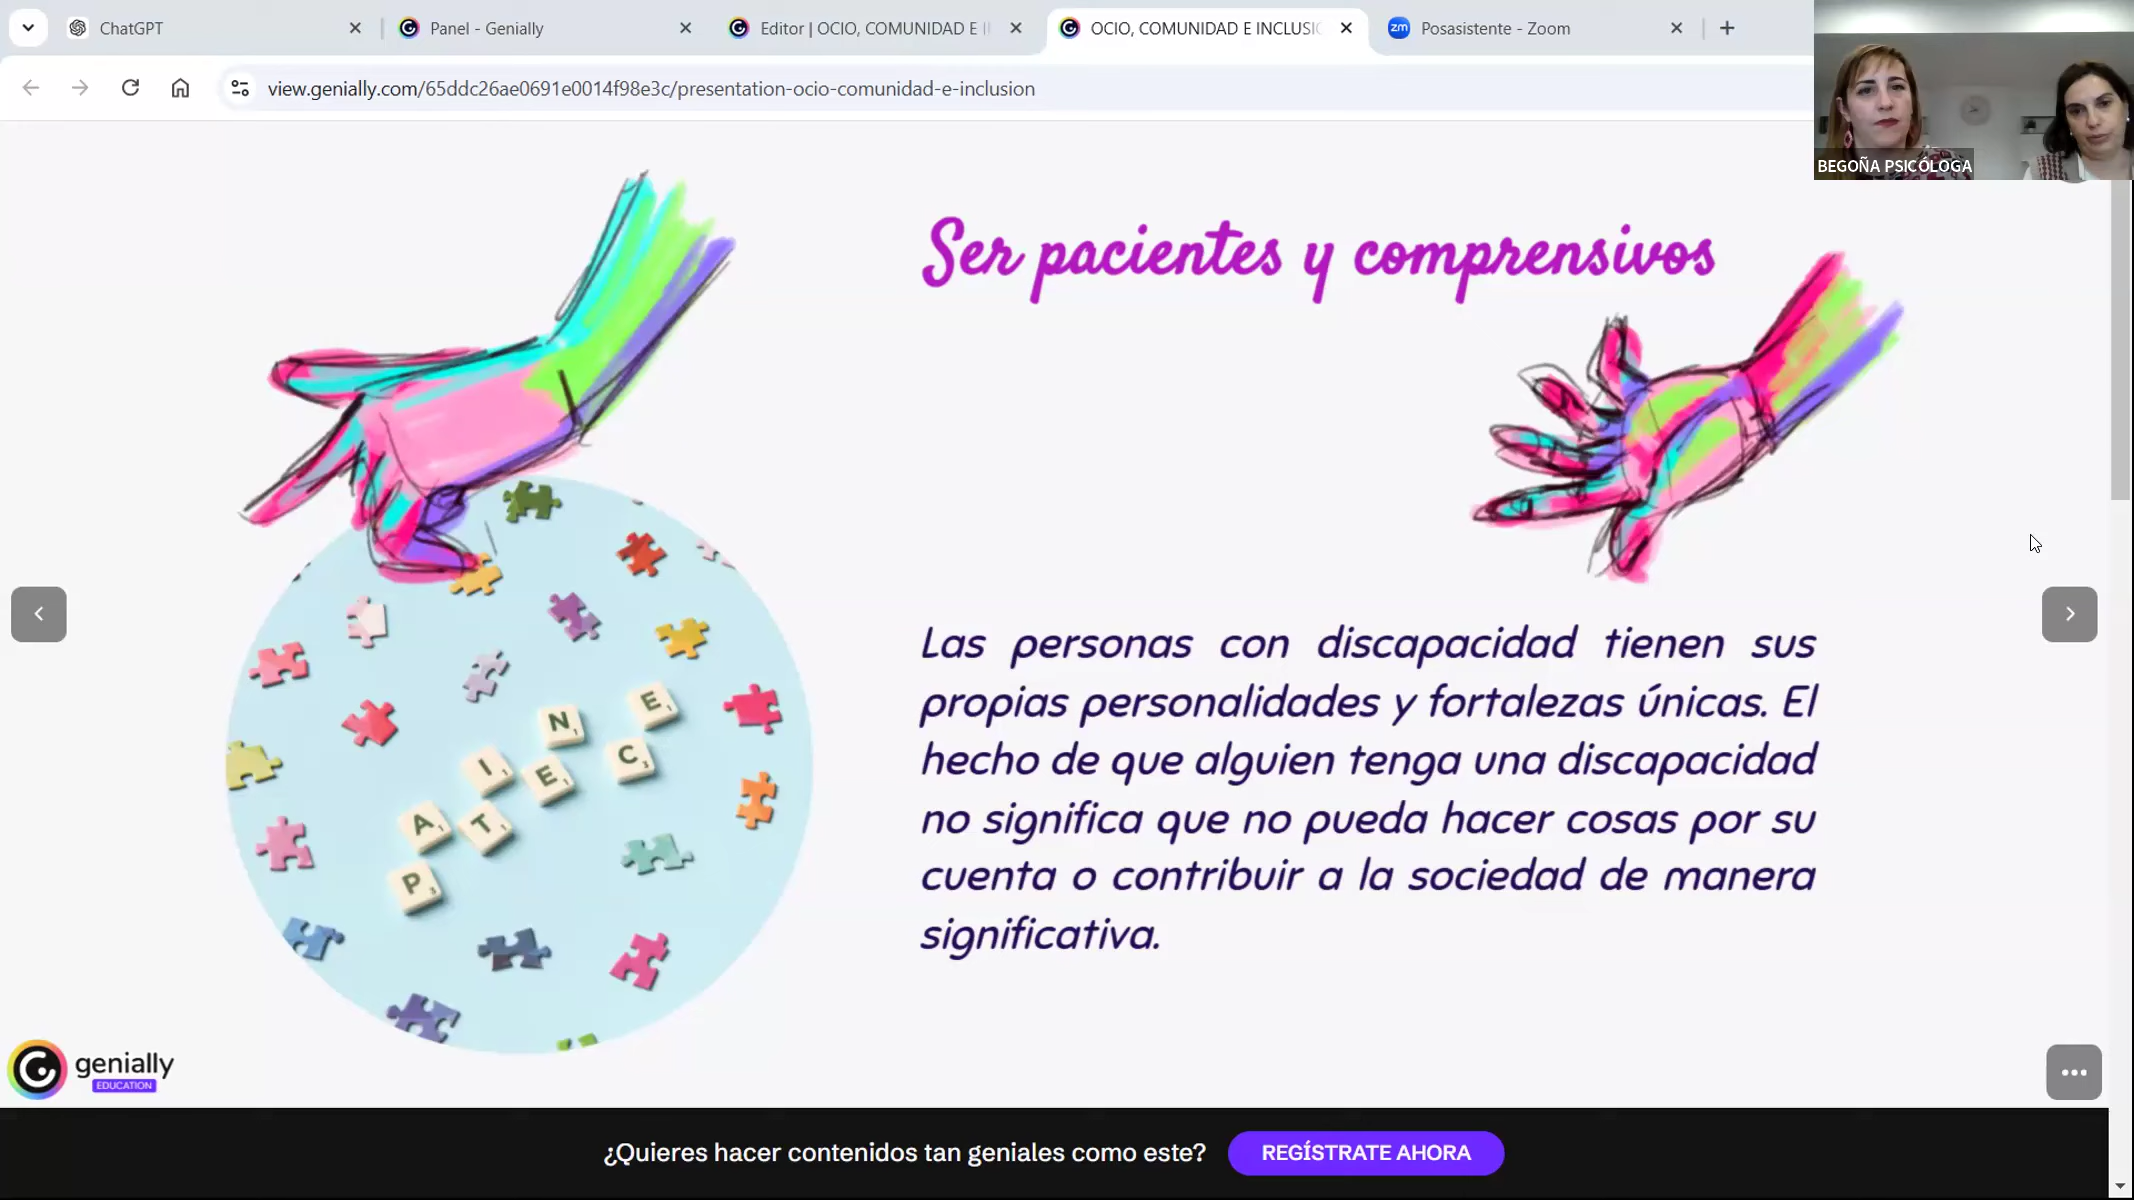 ChatGPT
Panel - Genially
Editor | OCIO, COMUNIDAD E I
OCIO, COMUNIDAD E INCLUSI
zm
Posasistente - Zoom
view.genially.com/65ddc26ae0691e0014f98e3c/presentation-ocio-comunidad-e-inclusion
BEGOÑA PSICÓLOGA
Ser pacientes y comprensivos
Las personas con discapacidad tienen sus
propias personalidades y fortalezas únicas. El
hecho de que alguien tenga una discapacidad
no significa que no pueda hacer cosas por su
cuenta o contribuir a la sociedad de manera
significativa.
P A T I E N C E
genially
EDUCATION
¿Quieres hacer contenidos tan geniales como este?
REGÍSTRATE AHORA